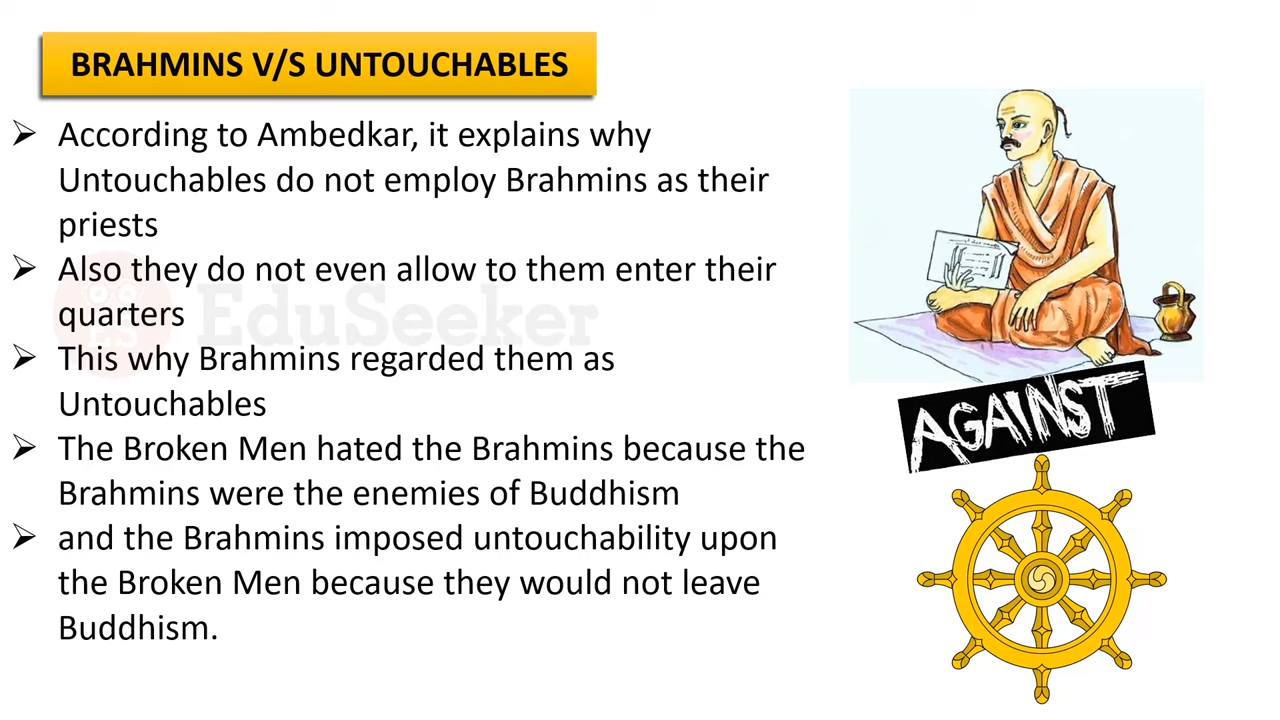 BRAHMINS V/S UNTOUCHABLES
➢ According to Ambedkar, it explains why
Untouchables do not employ Brahmins as their
priests
➢ Also they do not even allow to them enter their
quarters
➢ This why Brahmins regarded them as
Untouchables
➢ The Broken Men hated the Brahmins because the
Brahmins were the enemies of Buddhism
➢ and the Brahmins imposed untouchability upon
the Broken Men because they would not leave
Buddhism.
EduSeeker
ES
AGAINST